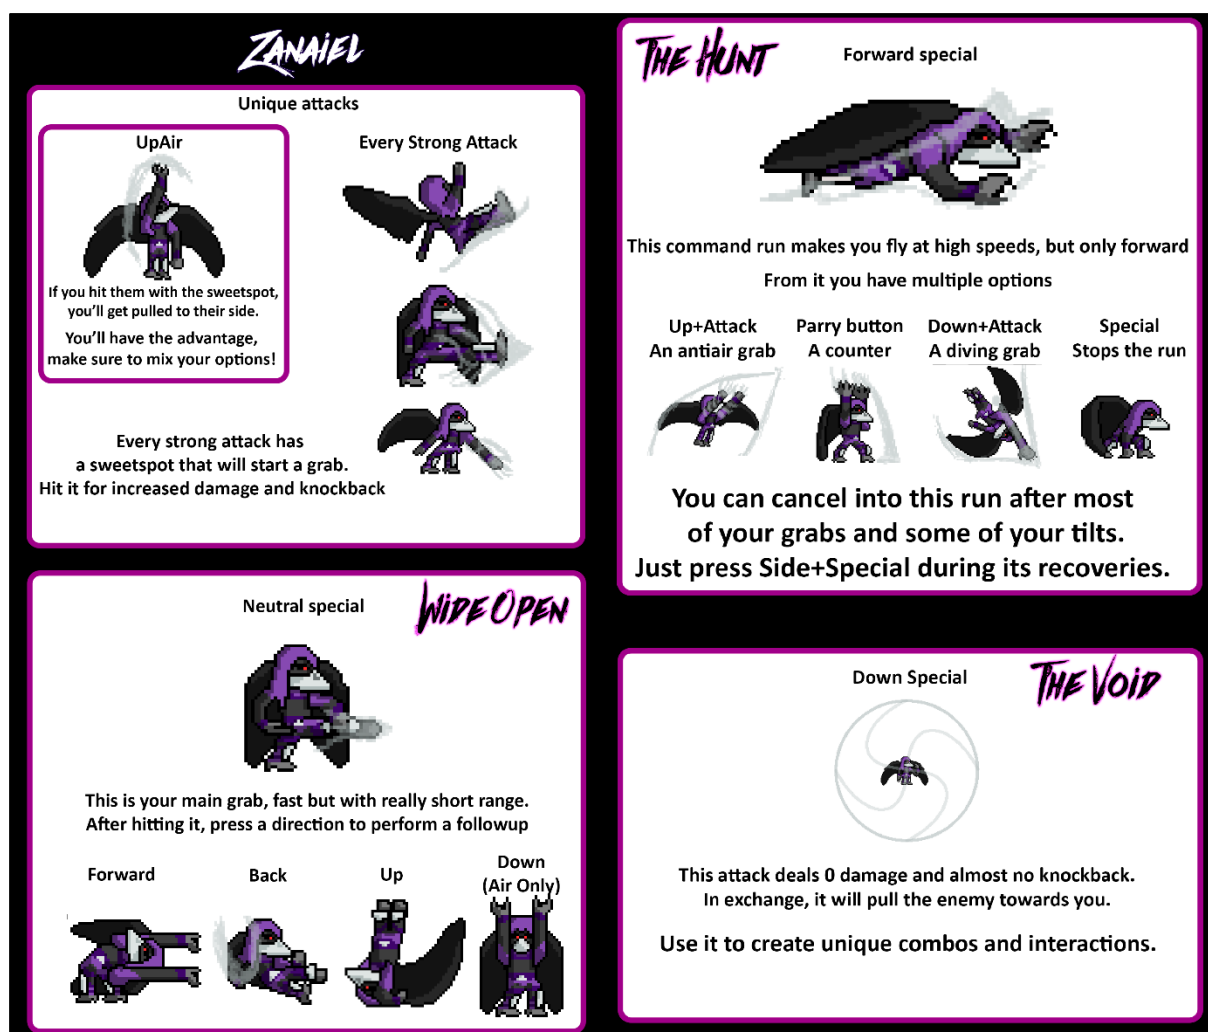 Zanaiel
Unique attacks
UpAir
If you hit them with the sweetspot,
you'll get pulled to their side.
You'll have the advantage,
make sure to mix your options!
Every Strong Attack
Every strong attack has
a sweetspot that will start a grab.
Hit it for increased damage and knockback
The Hunt
Forward special
This command run makes you fly at high speeds, but only forward
From it you have multiple options
Up+Attack
An antiair grab
Parry button
A counter
Down+Attack
A diving grab
Special
Stops the run
You can cancel into this run after most
of your grabs and some of your tilts.
Just press Side+Special during its recoveries.
Neutral special
Wide Open
This is your main grab, fast but with really short range.
After hitting it, press a direction to perform a followup
Forward
Back
Up
Down
(Air Only)
Down Special
The Void
This attack deals 0 damage and almost no knockback.
In exchange, it will pull the enemy towards you.
Use it to create unique combos and interactions.